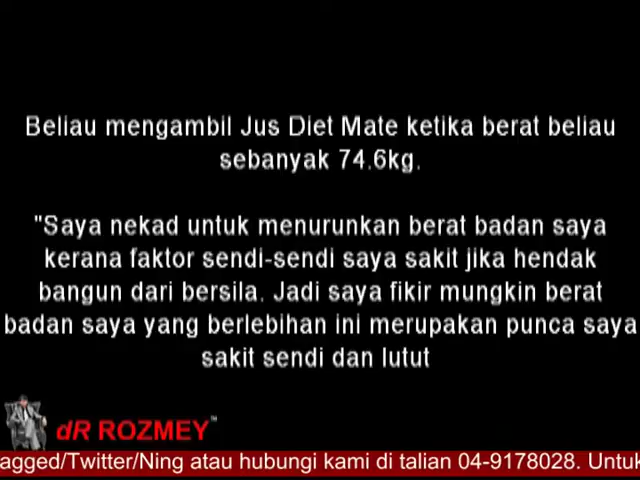 Beliau mengambil Jus Diet Mate ketika berat beliau
sebanyak 74.6kg.
"Saya nekad untuk menurunkan berat badan saya
kerana faktor sendi-sendi saya sakit jika hendak
bangun dari bersila. Jadi saya fikir mungkin berat
badan saya yang berlebihan ini merupakan punca saya
sakit sendi dan lutut
dR ROZMEY™
agged/Twitter/Ning atau hubungi kami di talian 04-9178028. Untuk